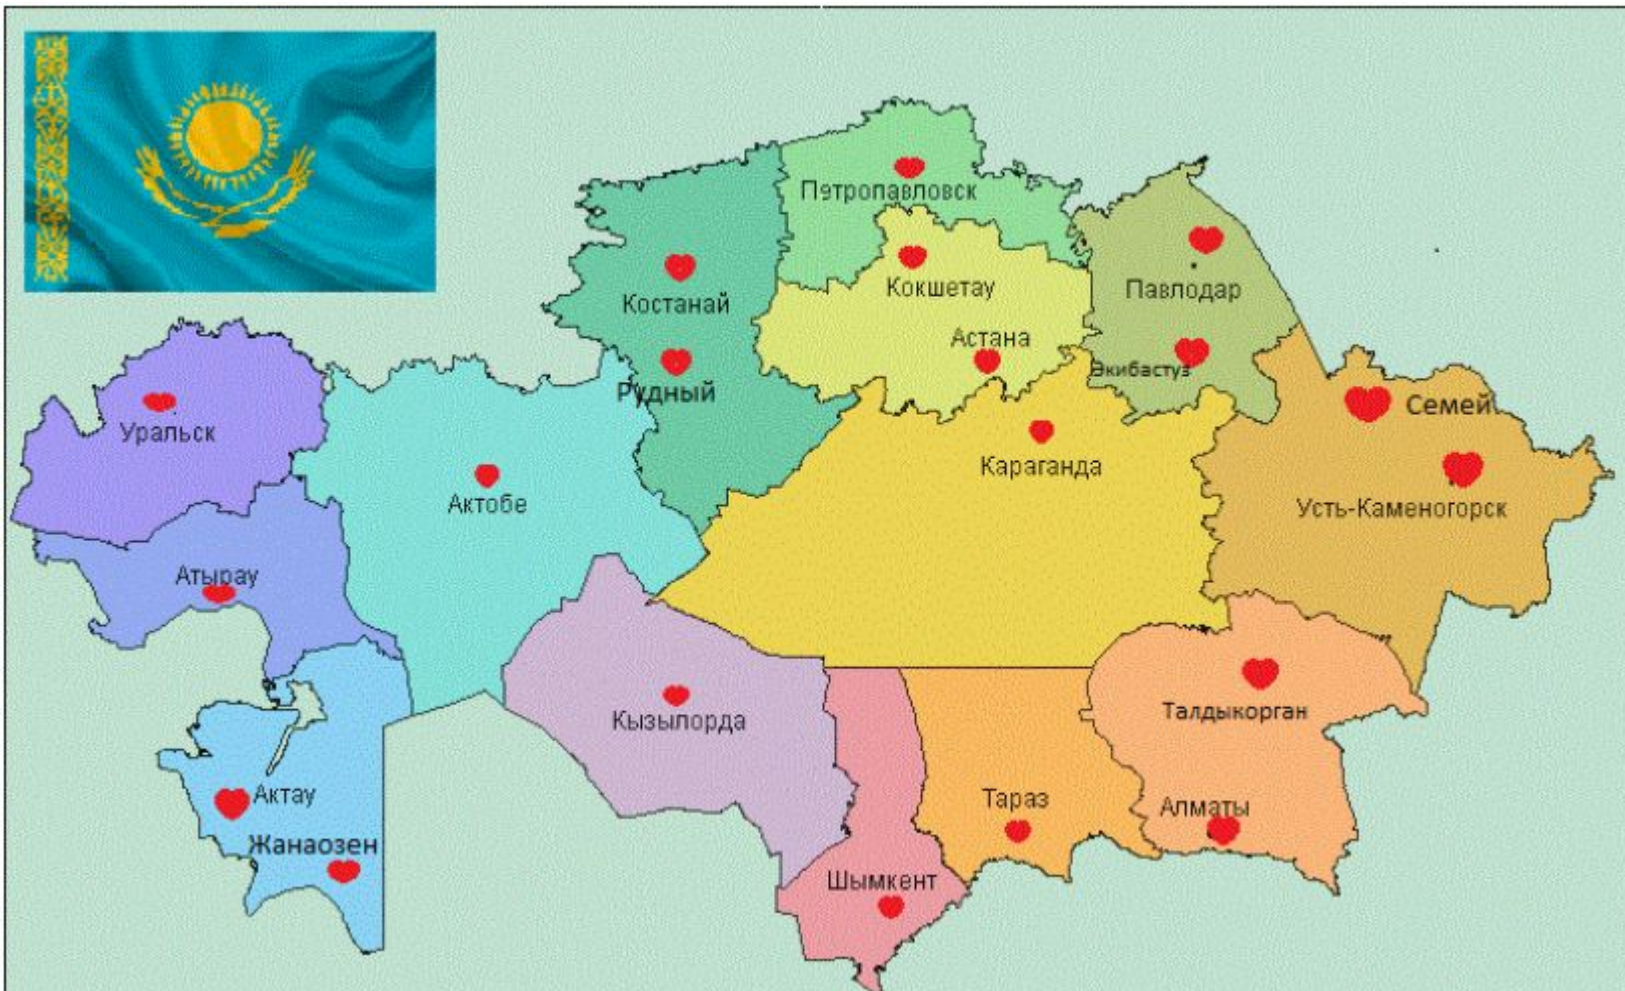 Петропавловск
Кокшетау
Костанай
Павлодар
Астана
Экибастуз
Рудный
Семей
Уральск
Караганда
Актобе
Усть-Каменогорск
Атырау
Кызылорда
Талдыкорган
Актау
Тараз
Алматы
Жанаозен
Шымкент